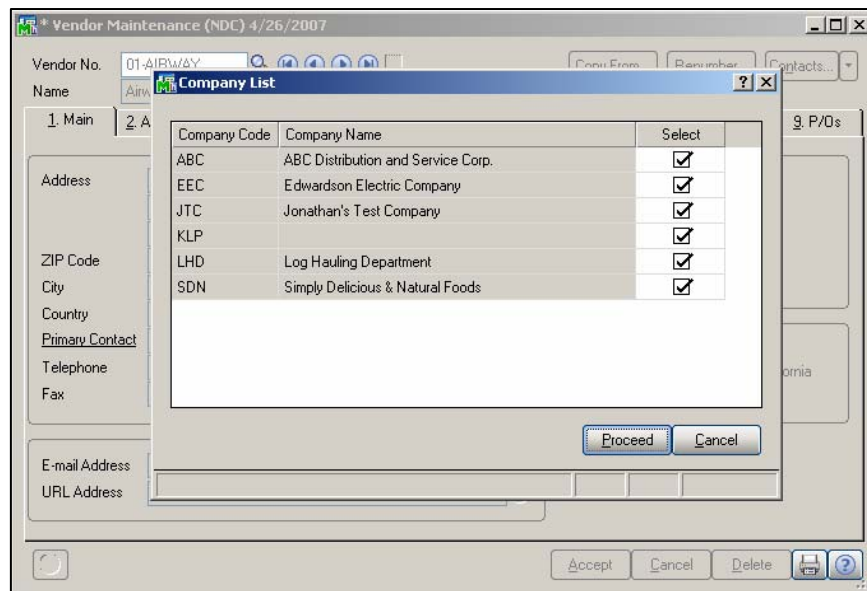 * Vendor Maintenance (NDC) 4/26/2007
Vendor No. 01-AIRWAY Copy From... Renumber... Contacts...
Name Airw
Company List
1. Main 2. A 9. P/Os
Company Code Company Name Select
ABC ABC Distribution and Service Corp.
EEC Edwardson Electric Company
JTC Jonathan's Test Company
KLP
LHD Log Hauling Department
SDN Simply Delicious & Natural Foods
Address
ZIP Code
City
Country
Primary Contact
Telephone ornia
Fax
Proceed Cancel
E-mail Address
URL Address
Accept Cancel Delete